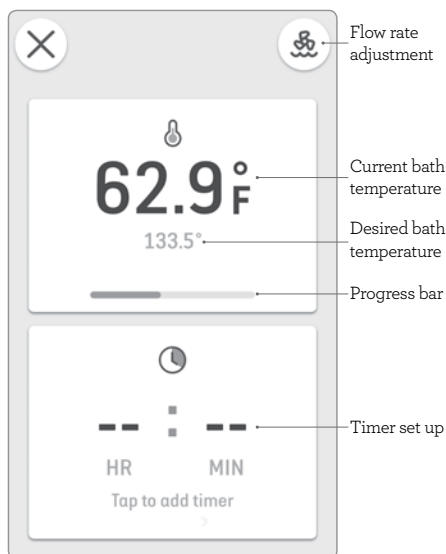 Flow rate
adjustment
62.9°F
Current bath
temperature
133.5°
Desired bath
temperature
Progress bar
-- : --
Timer set up
HR MIN
Tap to add timer